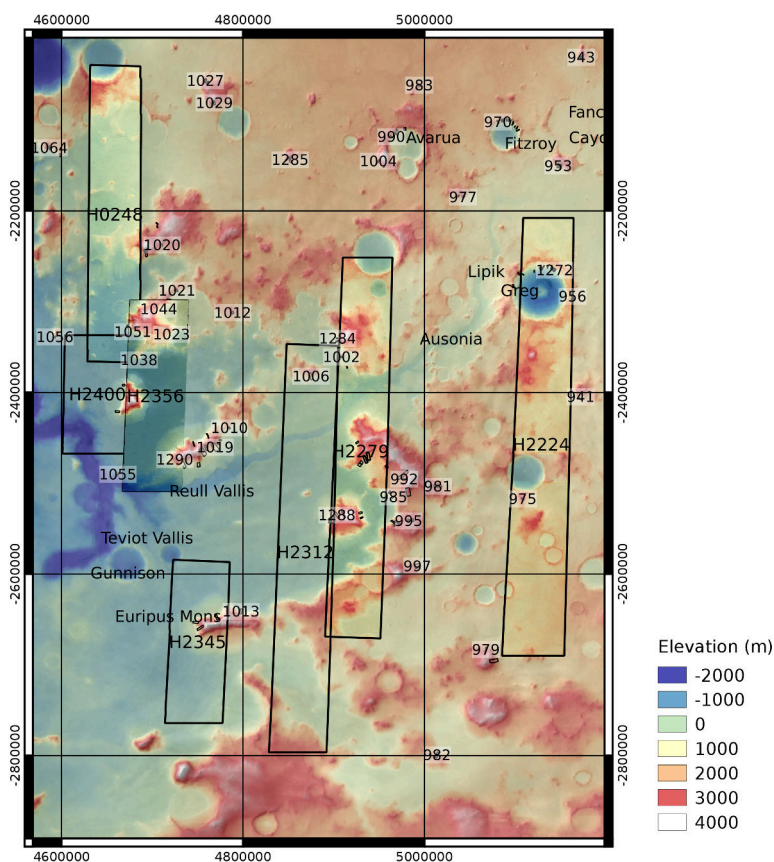 4600000 4800000 5000000
943
1027 983
1029
970 Fanc
990 Avarua Fitzroy Cayc
1064
1285 1004 953
977
-2200000 -2200000
H0248
1020
Lipik 1272
1021 Greg 956
1044
1012
1056 1051 1023 1284 Ausonia
1002
1038
1006
-2400000 H2400 H2356 941 -2400000
1010
1019 H2279 H2224
1290
1055 992
981
Reull Vallis 985 975
1288 995
Teviot Vallis
H2312
Gunnison 997
-2600000 -2600000
Euripus Mons 1013
H2345
979
-2800000 982 -2800000
4600000 4800000 5000000
Elevation (m)
-2000
-1000
0
1000
2000
3000
4000